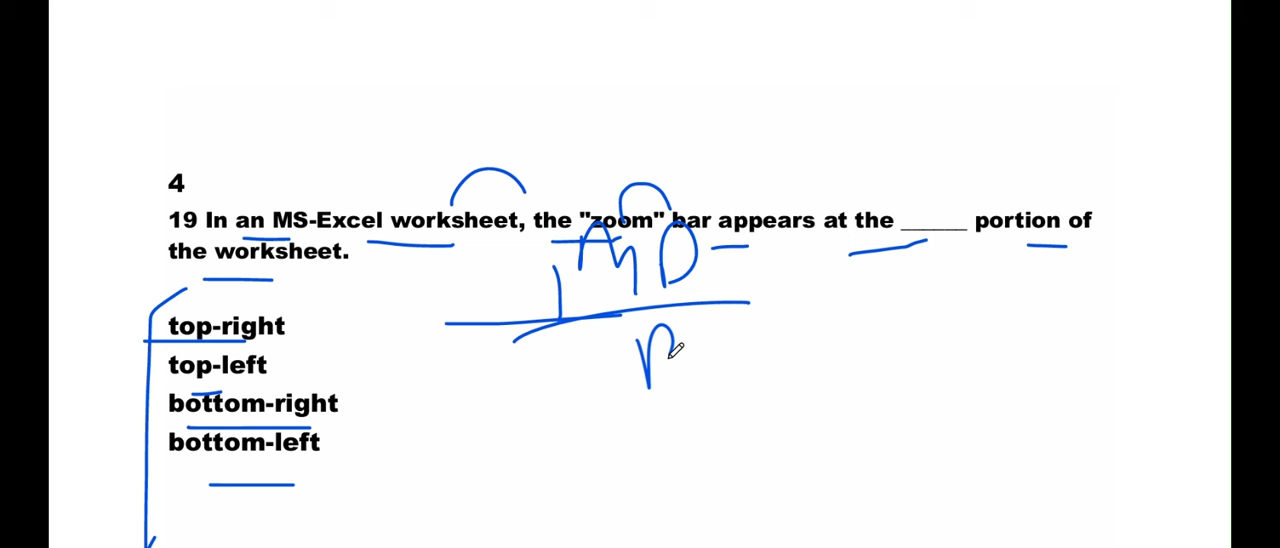 4
19 In an MS-Excel worksheet, the "zoom" bar appears at the ______ portion of
the worksheet.
top-right
top-left
bottom-right
bottom-left